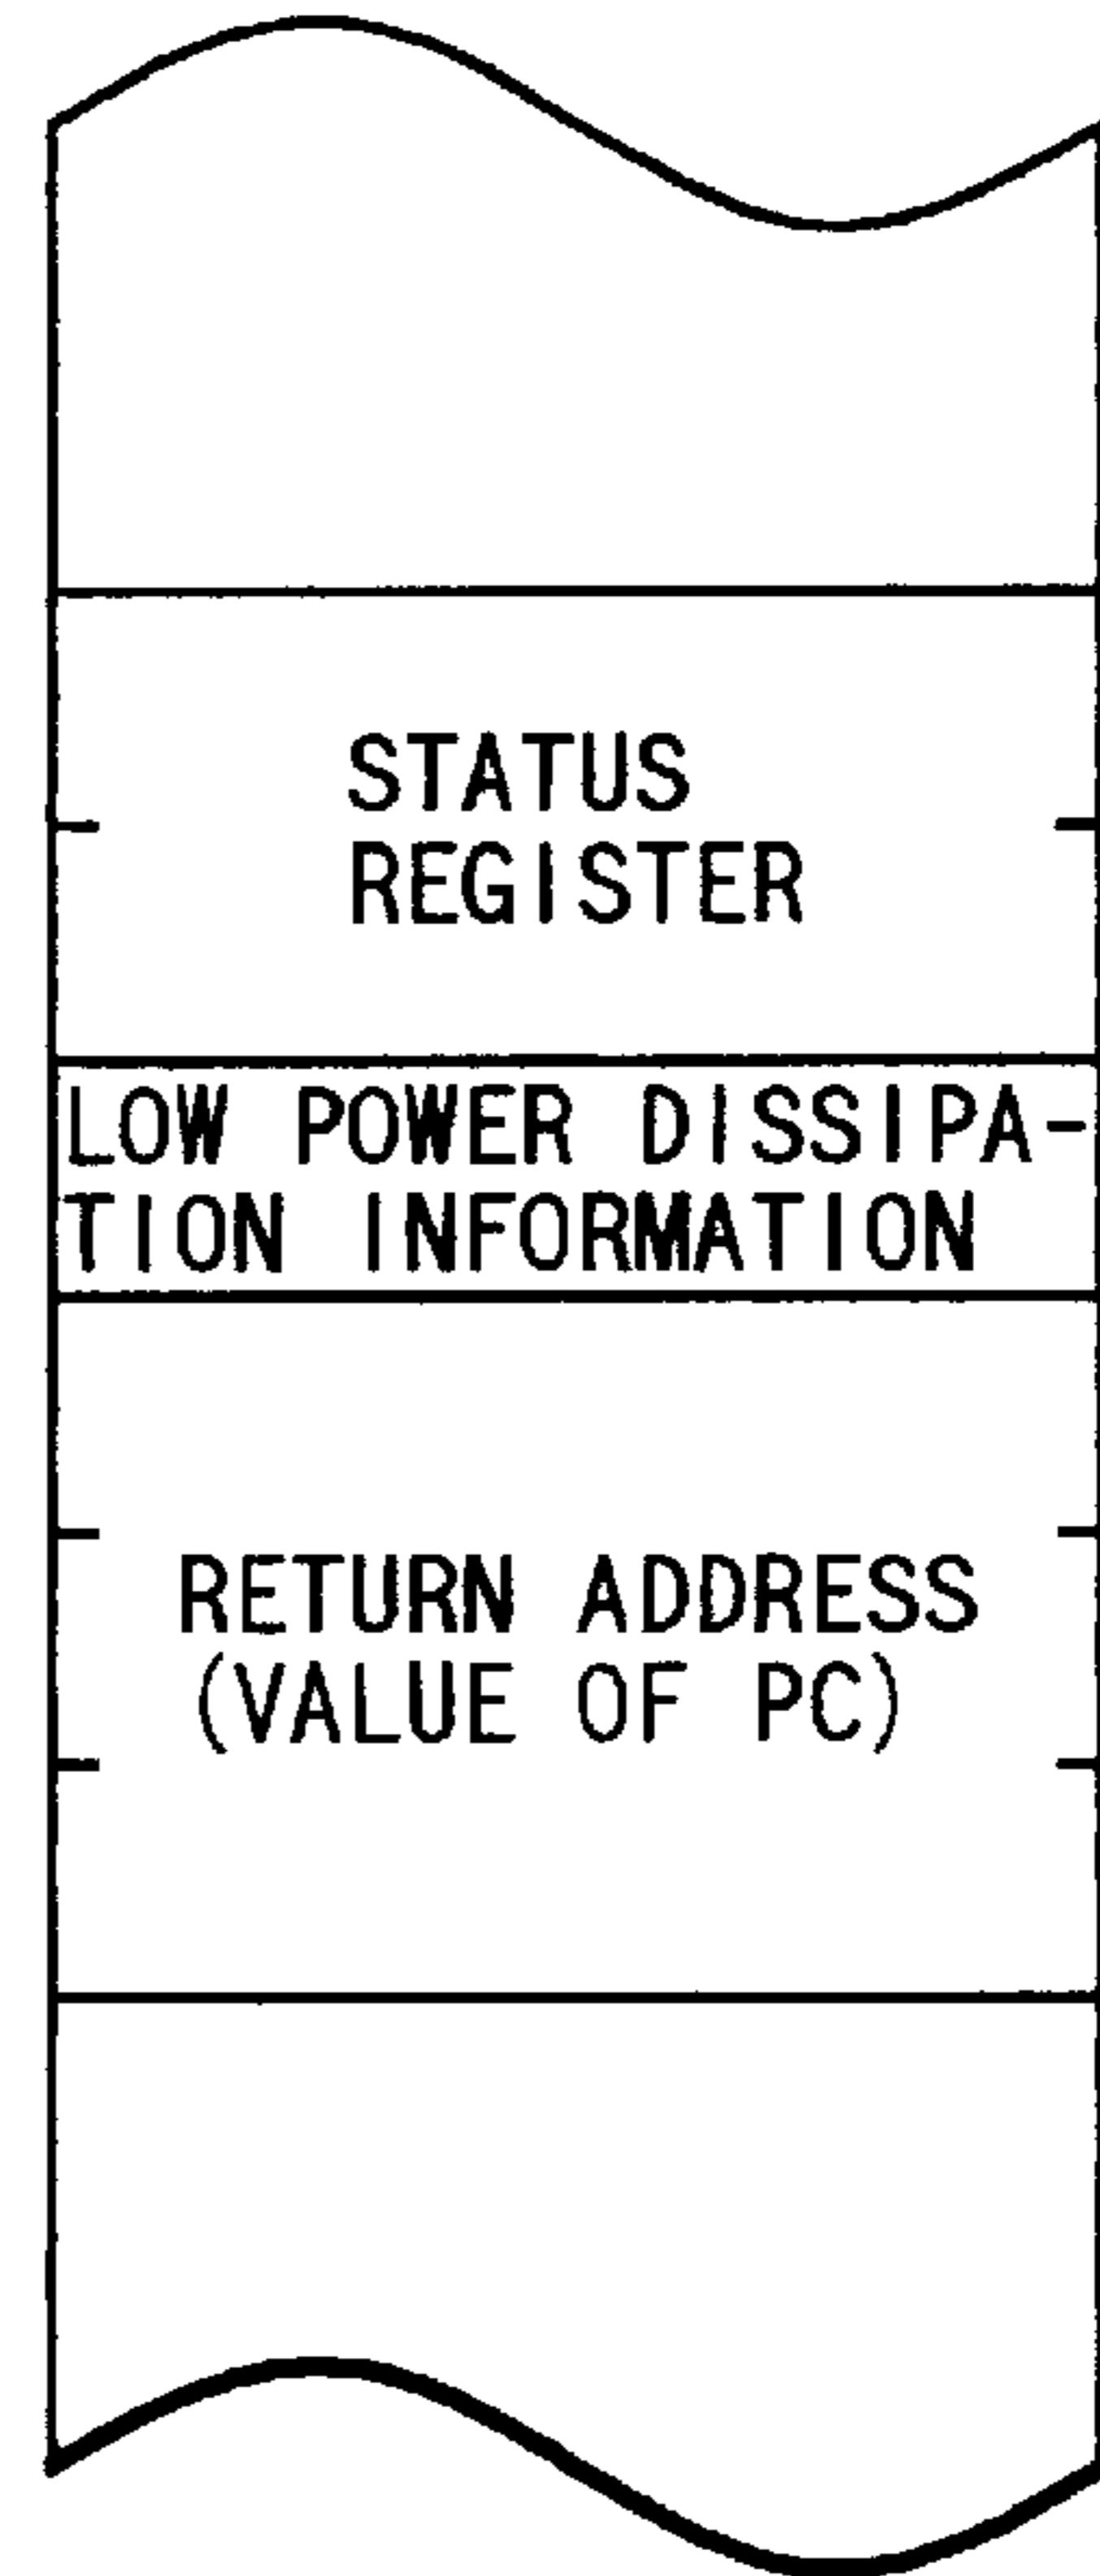 STATUS
REGISTER
LOW POWER DISSIPA-
TION INFORMATION
RETURN ADDRESS
(VALUE OF PC)